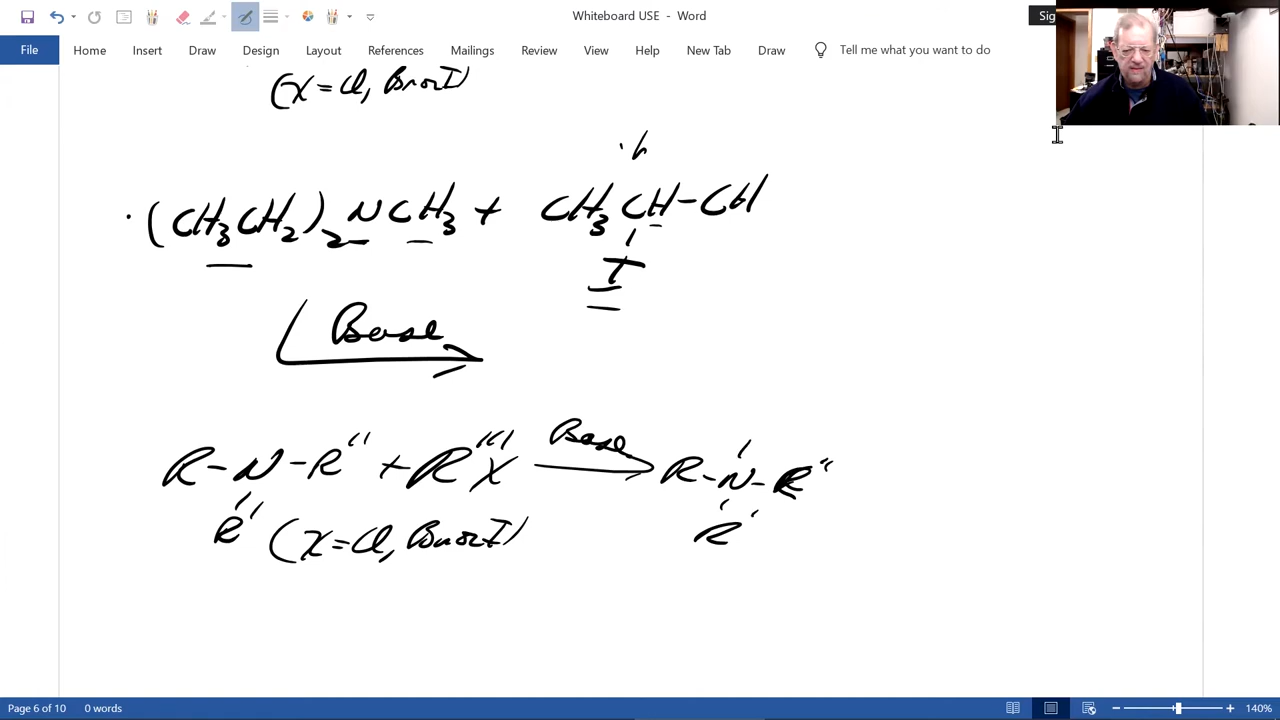 Whiteboard USE - Word
Sig
File Home Insert Draw Design Layout References Mailings Review View Help New Tab Draw Tell me what you want to do
(X=Cl, Br or I)
(CH3CH2)2NCH3 + CH3CH-CH
I
Base
R-N-R'' + R'''X Base R-N-R''
R' (X=Cl, Br or I) R'
Page 6 of 10 0 words 140%